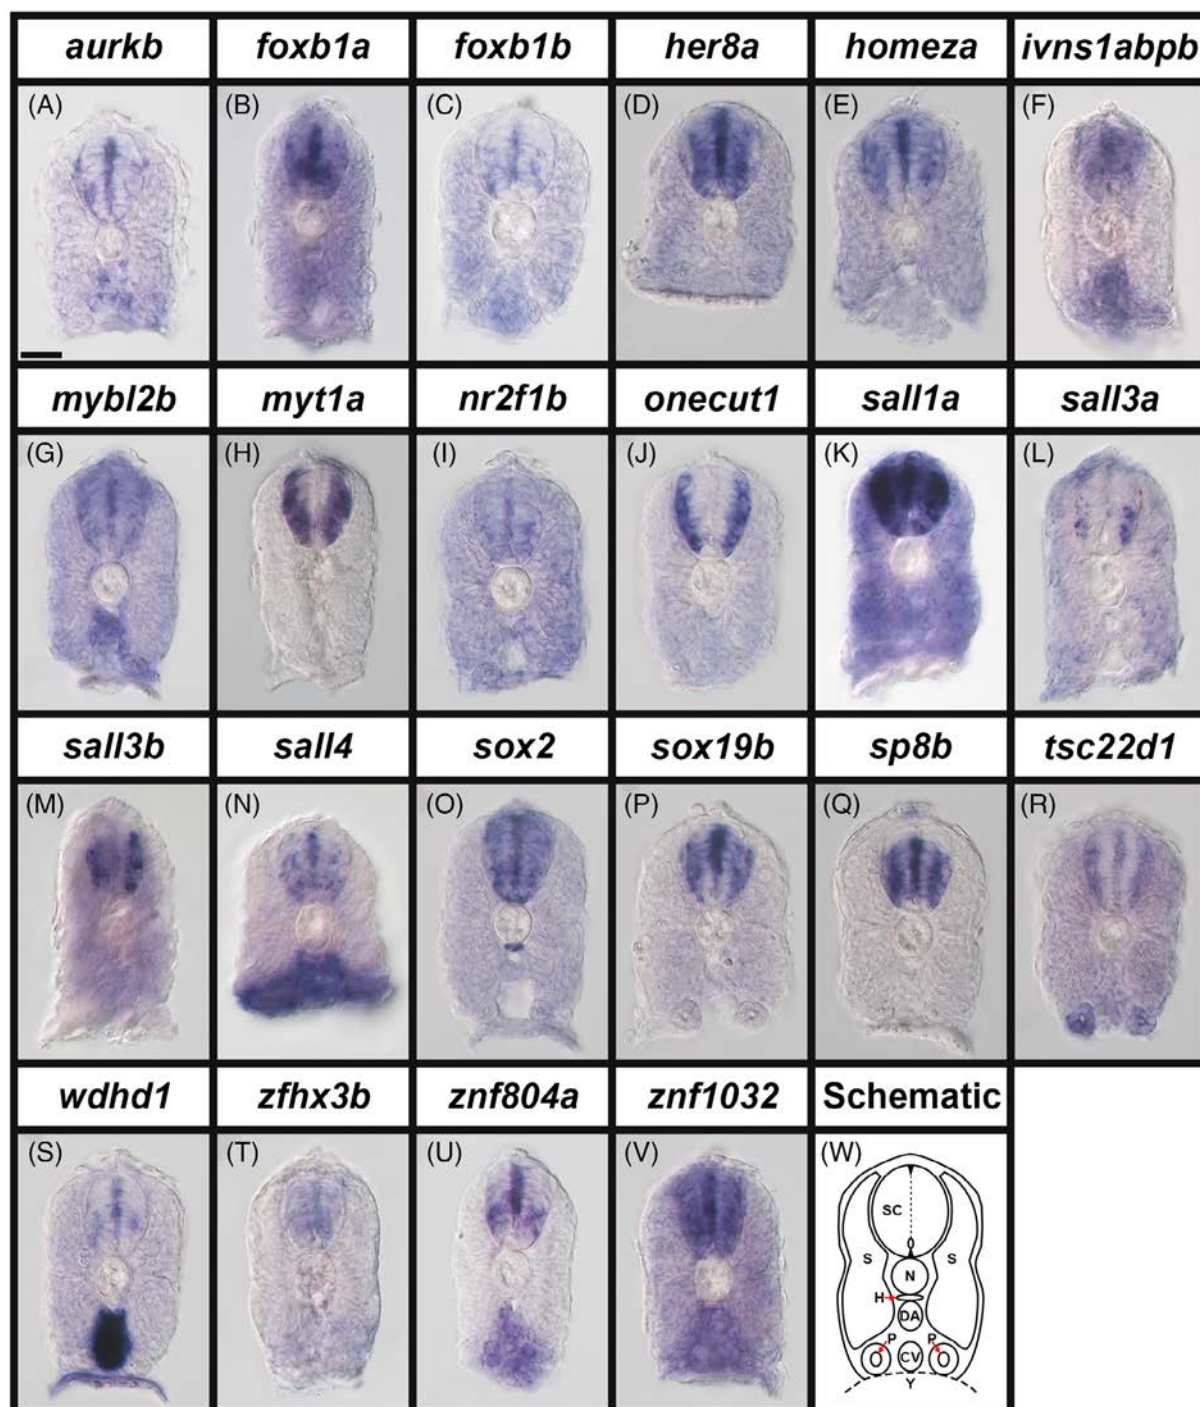 aurkb foxb1a foxb1b her8a homeza ivns1abpb
(A) (B) (C) (D) (E) (F)
mybl2b myt1a nr2f1b onecut1 sall1a sall3a
(G) (H) (I) (J) (K) (L)
sall3b sall4 sox2 sox19b sp8b tsc22d1
(M) (N) (O) (P) (Q) (R)
wdhd1 zfhx3b znf804a znf1032 Schematic
(S) (T) (U) (V) (W)
SC
S S
N
H
DA
P P
CV
Y